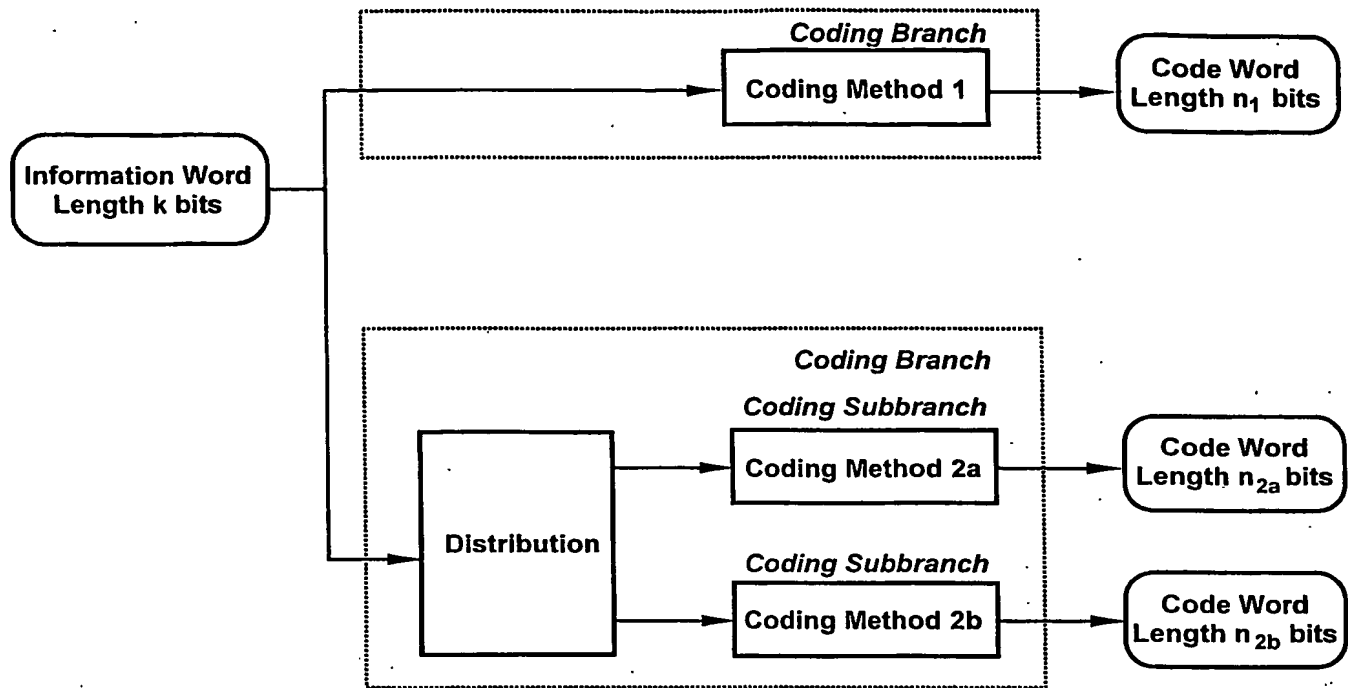 Coding Branch
Coding Method 1
Code Word
Length n₁ bits
Information Word
Length k bits
Coding Branch
Coding Subbranch
Coding Method 2a
Code Word
Length n₂ₐ bits
Distribution
Coding Subbranch
Coding Method 2b
Code Word
Length n2b bits